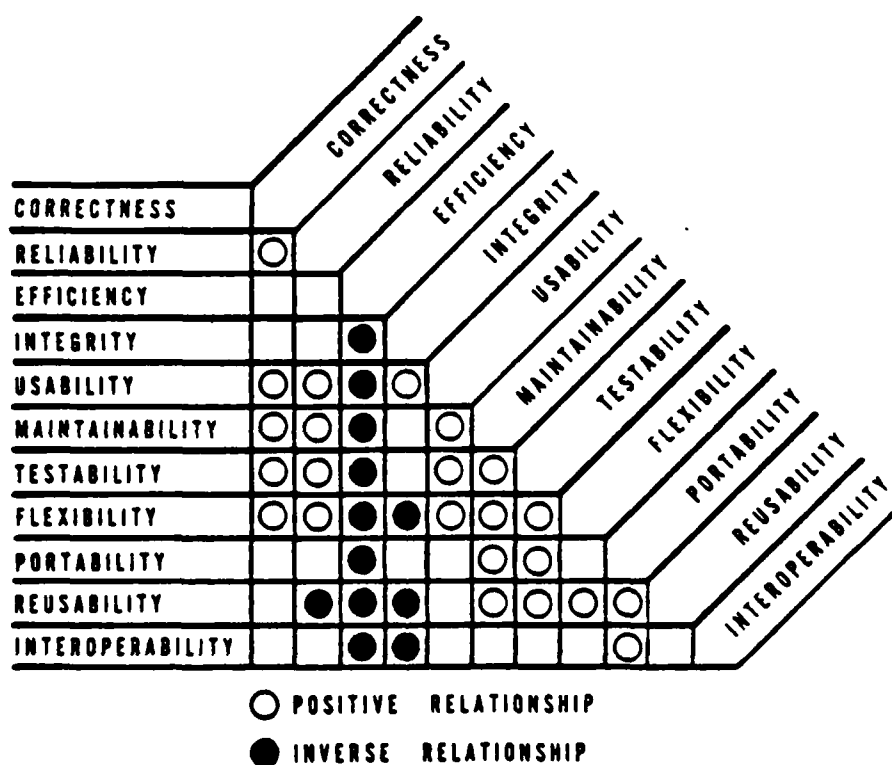 CORRECTNESS
RELIABILITY
EFFICIENCY
INTEGRITY
USABILITY
MAINTAINABILITY
TESTABILITY
FLEXIBILITY
PORTABILITY
REUSABILITY
INTEROPERABILITY
CORRECTNESS
RELIABILITY
EFFICIENCY
INTEGRITY
USABILITY
MAINTAINABILITY
TESTABILITY
FLEXIBILITY
PORTABILITY
REUSABILITY
INTEROPERABILITY
POSITIVE RELATIONSHIP
INVERSE RELATIONSHIP